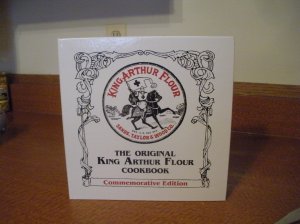 KING ARTHUR FLOUR
SANDS, TAYLOR & WOOD CO.
THE ORIGINAL
KING ARTHUR FLOUR
COOKBOOK
Commemorative Edition